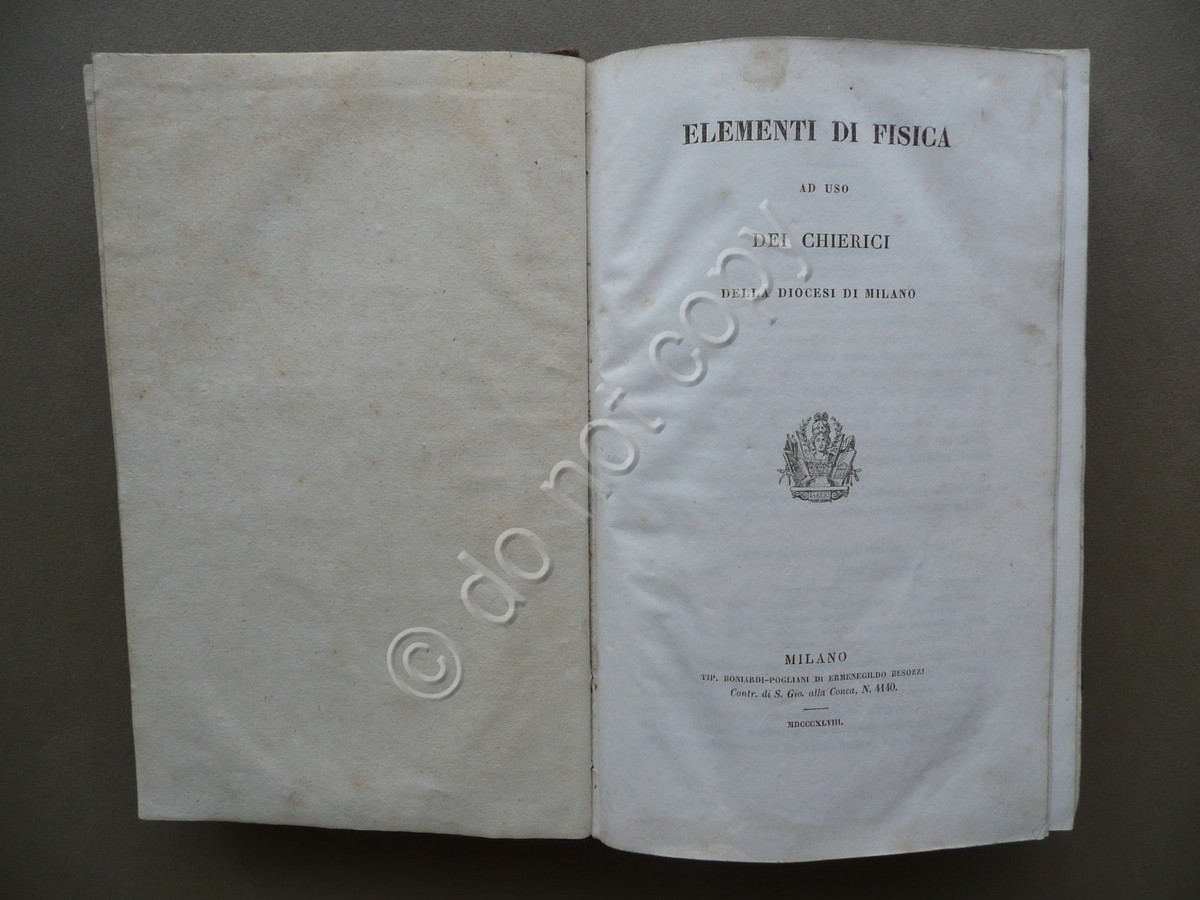 ELEMENTI DI FISICA
AD USO
DEI CHIERICI
DELLA DIOCESI DI MILANO
MILANO
TIP. BONIARDI-POGLIANI DI ERMENEGILDO BESOZZI
Contr. di S. Gio. alla Conca, N. 4140.
MDCCCXLVIII.
© do not copy